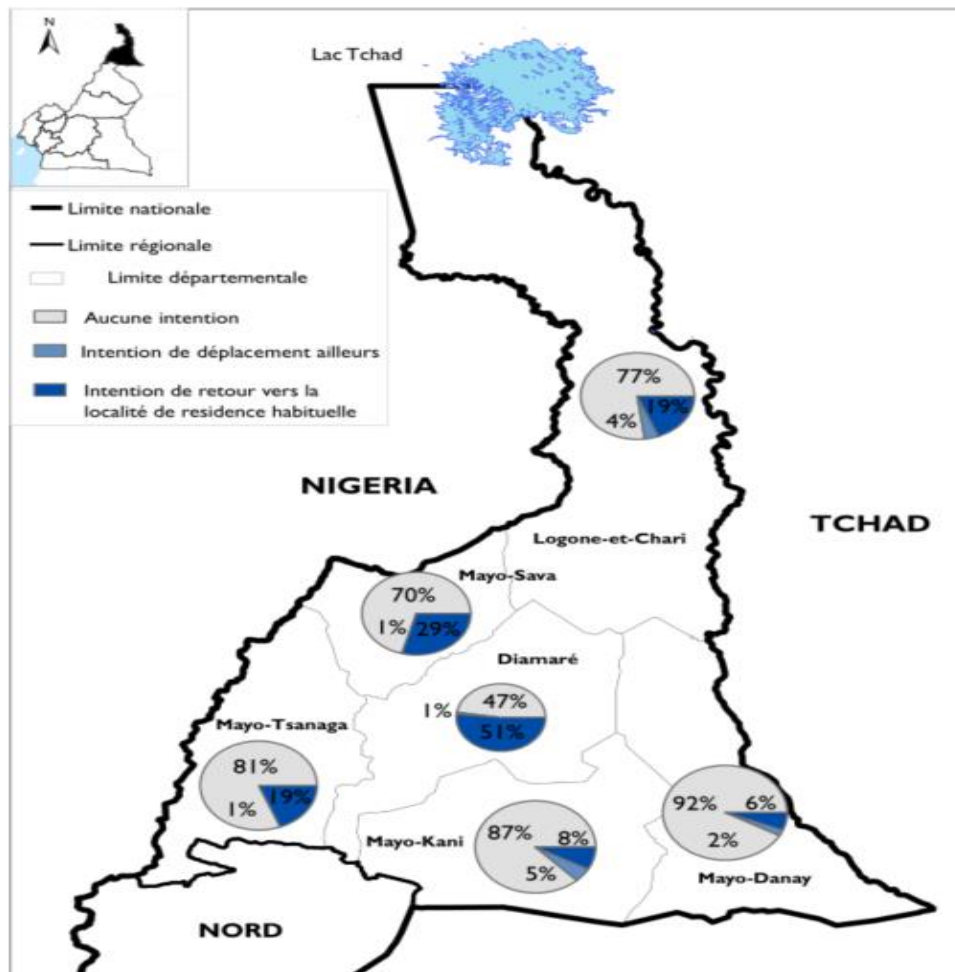 N
Lac Tchad
Limite nationale
Limite régionale
Limite départementale
Aucune intention
Intention de déplacement ailleurs
Intention de retour vers la
localité de residence habituelle
77%
19%
4%
NIGERIA
TCHAD
Logone-et-Chari
Mayo-Sava
70%
1%
29%
Diamaré
47%
1%
51%
Mayo-Tsanaga
81%
1%
19%
Mayo-Kani
87%
8%
5%
92%
6%
2%
Mayo-Danay
NORD